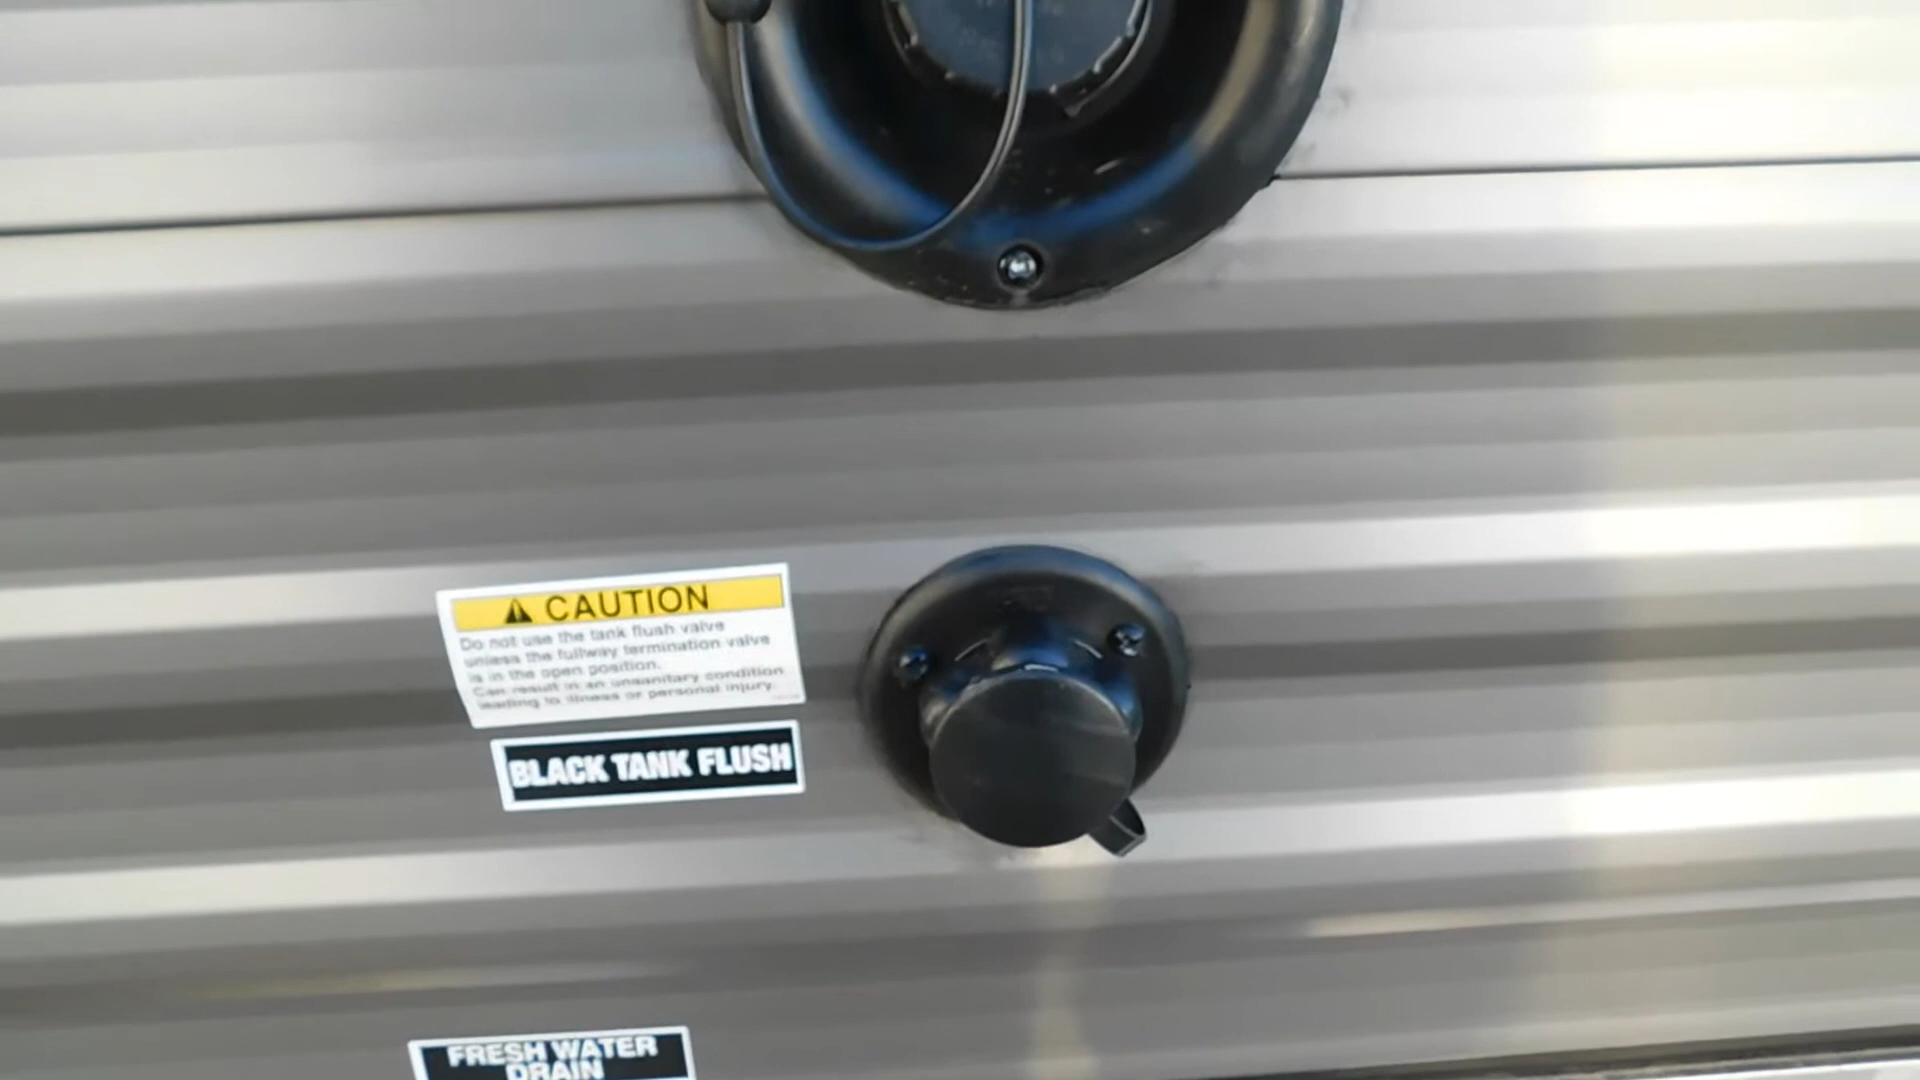 CAUTION
Do not use the tank flush valve
unless the fullway termination valve
is in the open position.
Can result in an unsanitary condition
leading to illness or personal injury.
BLACK TANK FLUSH
FRESH WATER
DRAIN